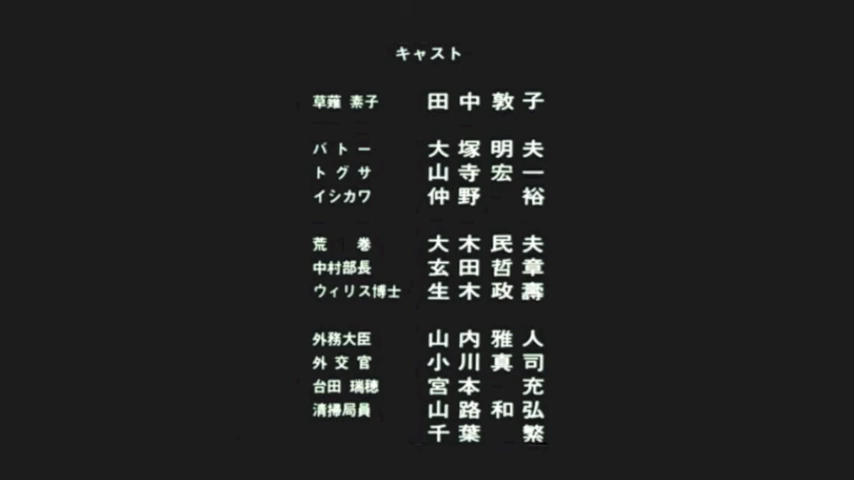 キャスト
草薙 素子 田中敦子
バトー 大塚明夫
トグサ 山寺宏一
イシカワ 仲野 裕
荒 巻 大木民夫
中村部長 玄田哲章
ウィリス博士 生木政壽
外務大臣 山内雅人
外交官 小川真司
台田 瑞穂 宮本 充
清掃局員 山路和弘
千葉 繁